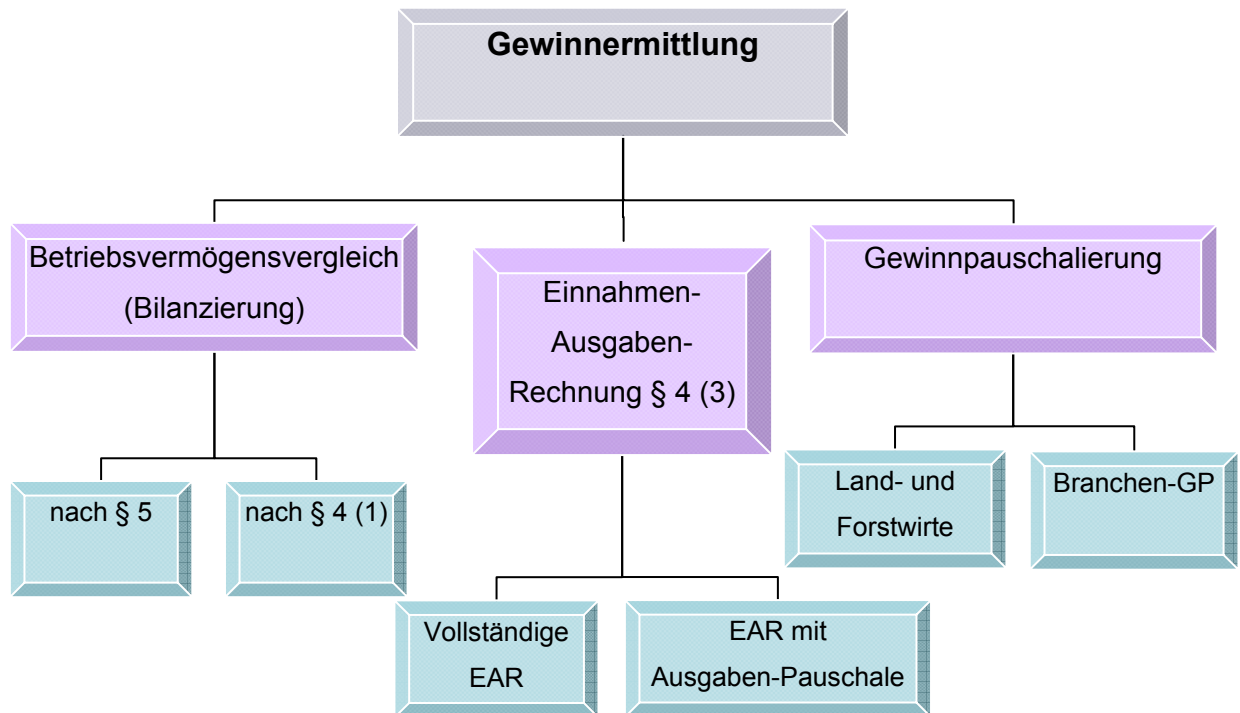 Gewinnermittlung
Betriebsvermögensvergleich
(Bilanzierung)
Einnahmen-
Ausgaben-
Rechnung § 4 (3)
Gewinnpauschalierung
nach § 5
nach § 4 (1)
Land- und
Forstwirte
Branchen-GP
Vollständige
EAR
EAR mit
Ausgaben-Pauschale